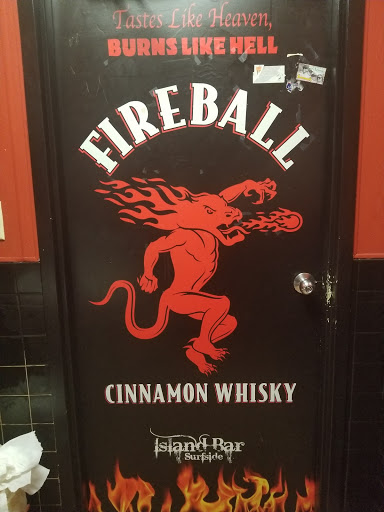 Tastes Like Heaven,
BURNS LIKE HELL
FIREBALL
CINNAMON WHISKY
Island Bar
Surfside